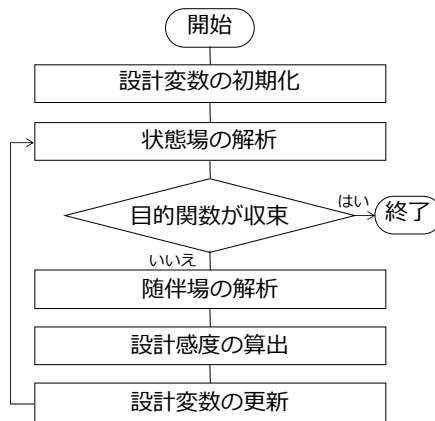 開始
設計変数の初期化
状態場の解析
目的関数が収束
はい
終了
いいえ
随伴場の解析
設計感度の算出
設計変数の更新